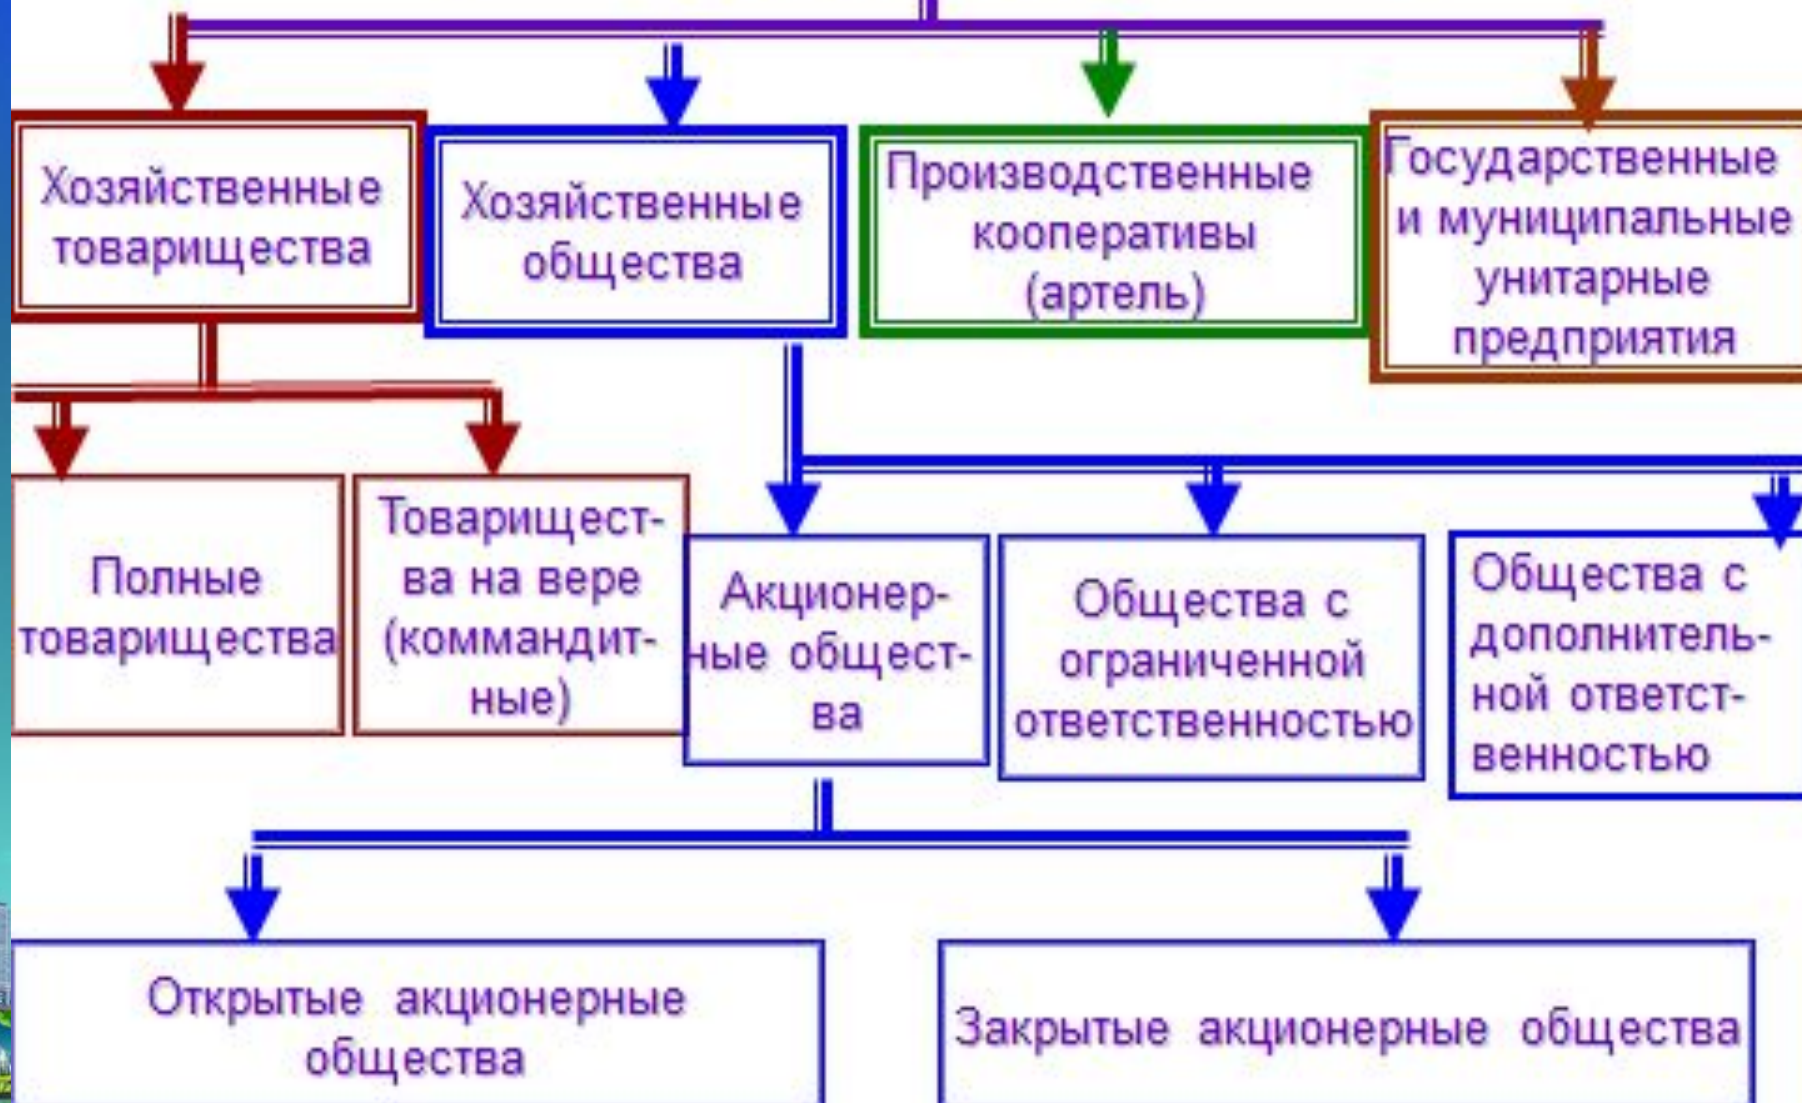 Хозяйственные
товарищества
Хозяйственные
общества
Производственные
кооперативы
(артель)
Государственные
и муниципальные
унитарные
предприятия
Полные
товарищества
Товарищест-
ва на вере
(коммандит-
ные)
Акционер-
ные общест-
ва
Общества с
ограниченной
ответственностью
Общества с
дополнитель-
ной ответст-
венностью
Открытые акционерные
общества
Закрытые акционерные общества